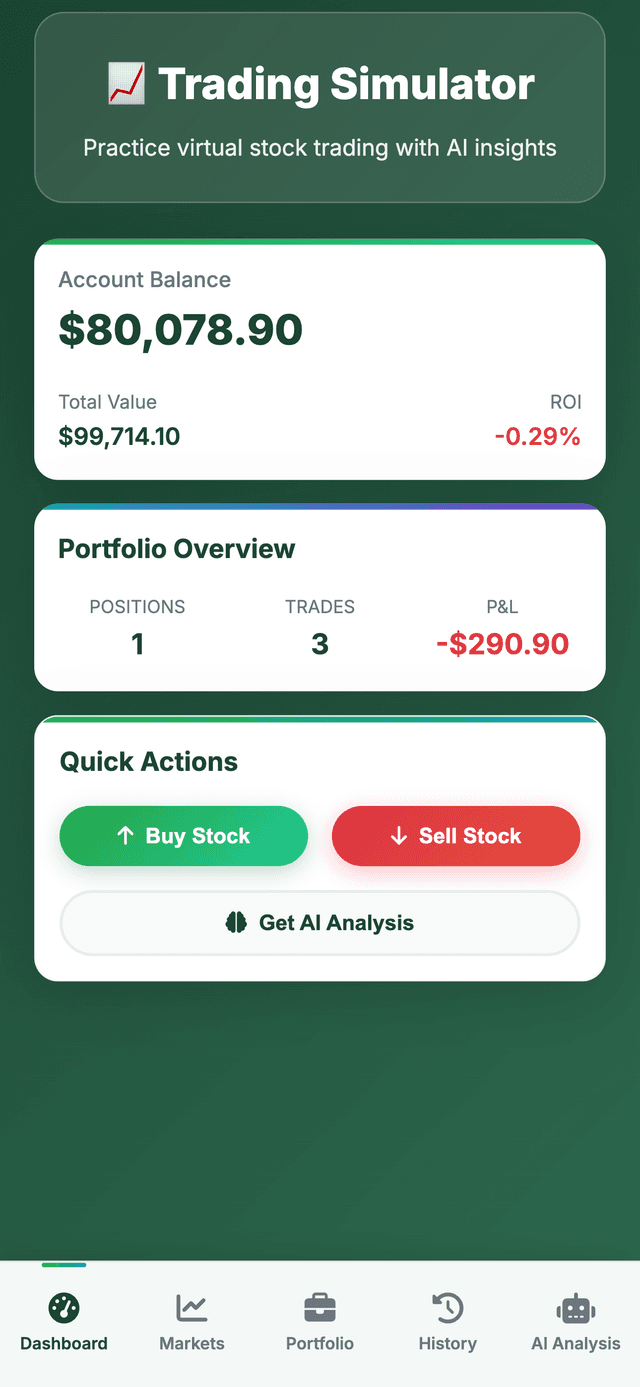 📈 Trading Simulator
Practice virtual stock trading with AI insights
Account Balance
$80,078.90
Total Value ROI
$99,714.10 -0.29%
Portfolio Overview
POSITIONS TRADES P&L
1 3 -$290.90
Quick Actions
↑ Buy Stock ↓ Sell Stock
Get AI Analysis
Dashboard Markets Portfolio History AI Analysis